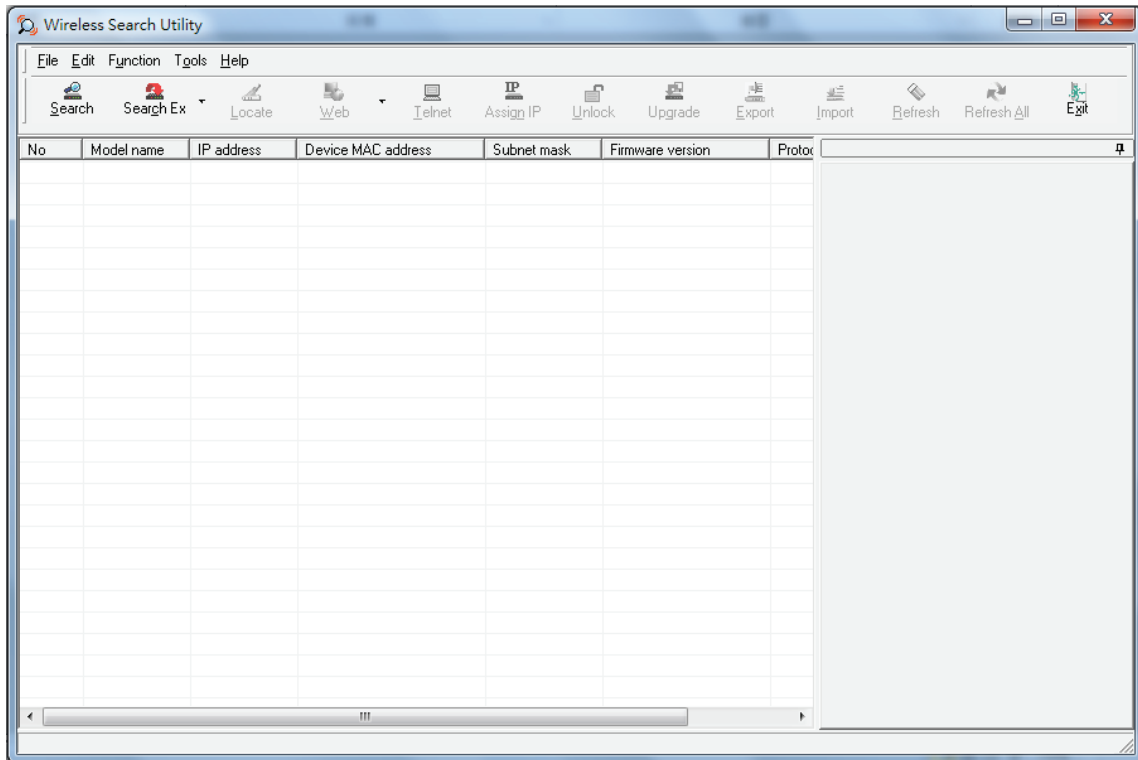 Wireless Search Utility
File Edit Function Tools Help
Search Search Ex Locate Web Telnet Assign IP Unlock Upgrade Export Import Refresh Refresh All Exit
No Model name IP address Device MAC address Subnet mask Firmware version Protoc